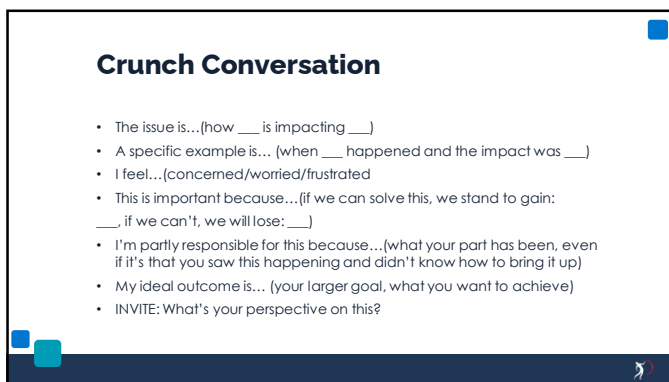 Crunch Conversation
• The issue is…(how ___ is impacting ___)
• A specific example is… (when ___ happened and the impact was ___)
• I feel…(concerned/worried/frustrated
• This is important because…(if we can solve this, we stand to gain:
___, if we can't, we will lose: ___)
• I'm partly responsible for this because…(what your part has been, even
if it's that you saw this happening and didn't know how to bring it up)
• My ideal outcome is… (your larger goal, what you want to achieve)
• INVITE: What's your perspective on this?